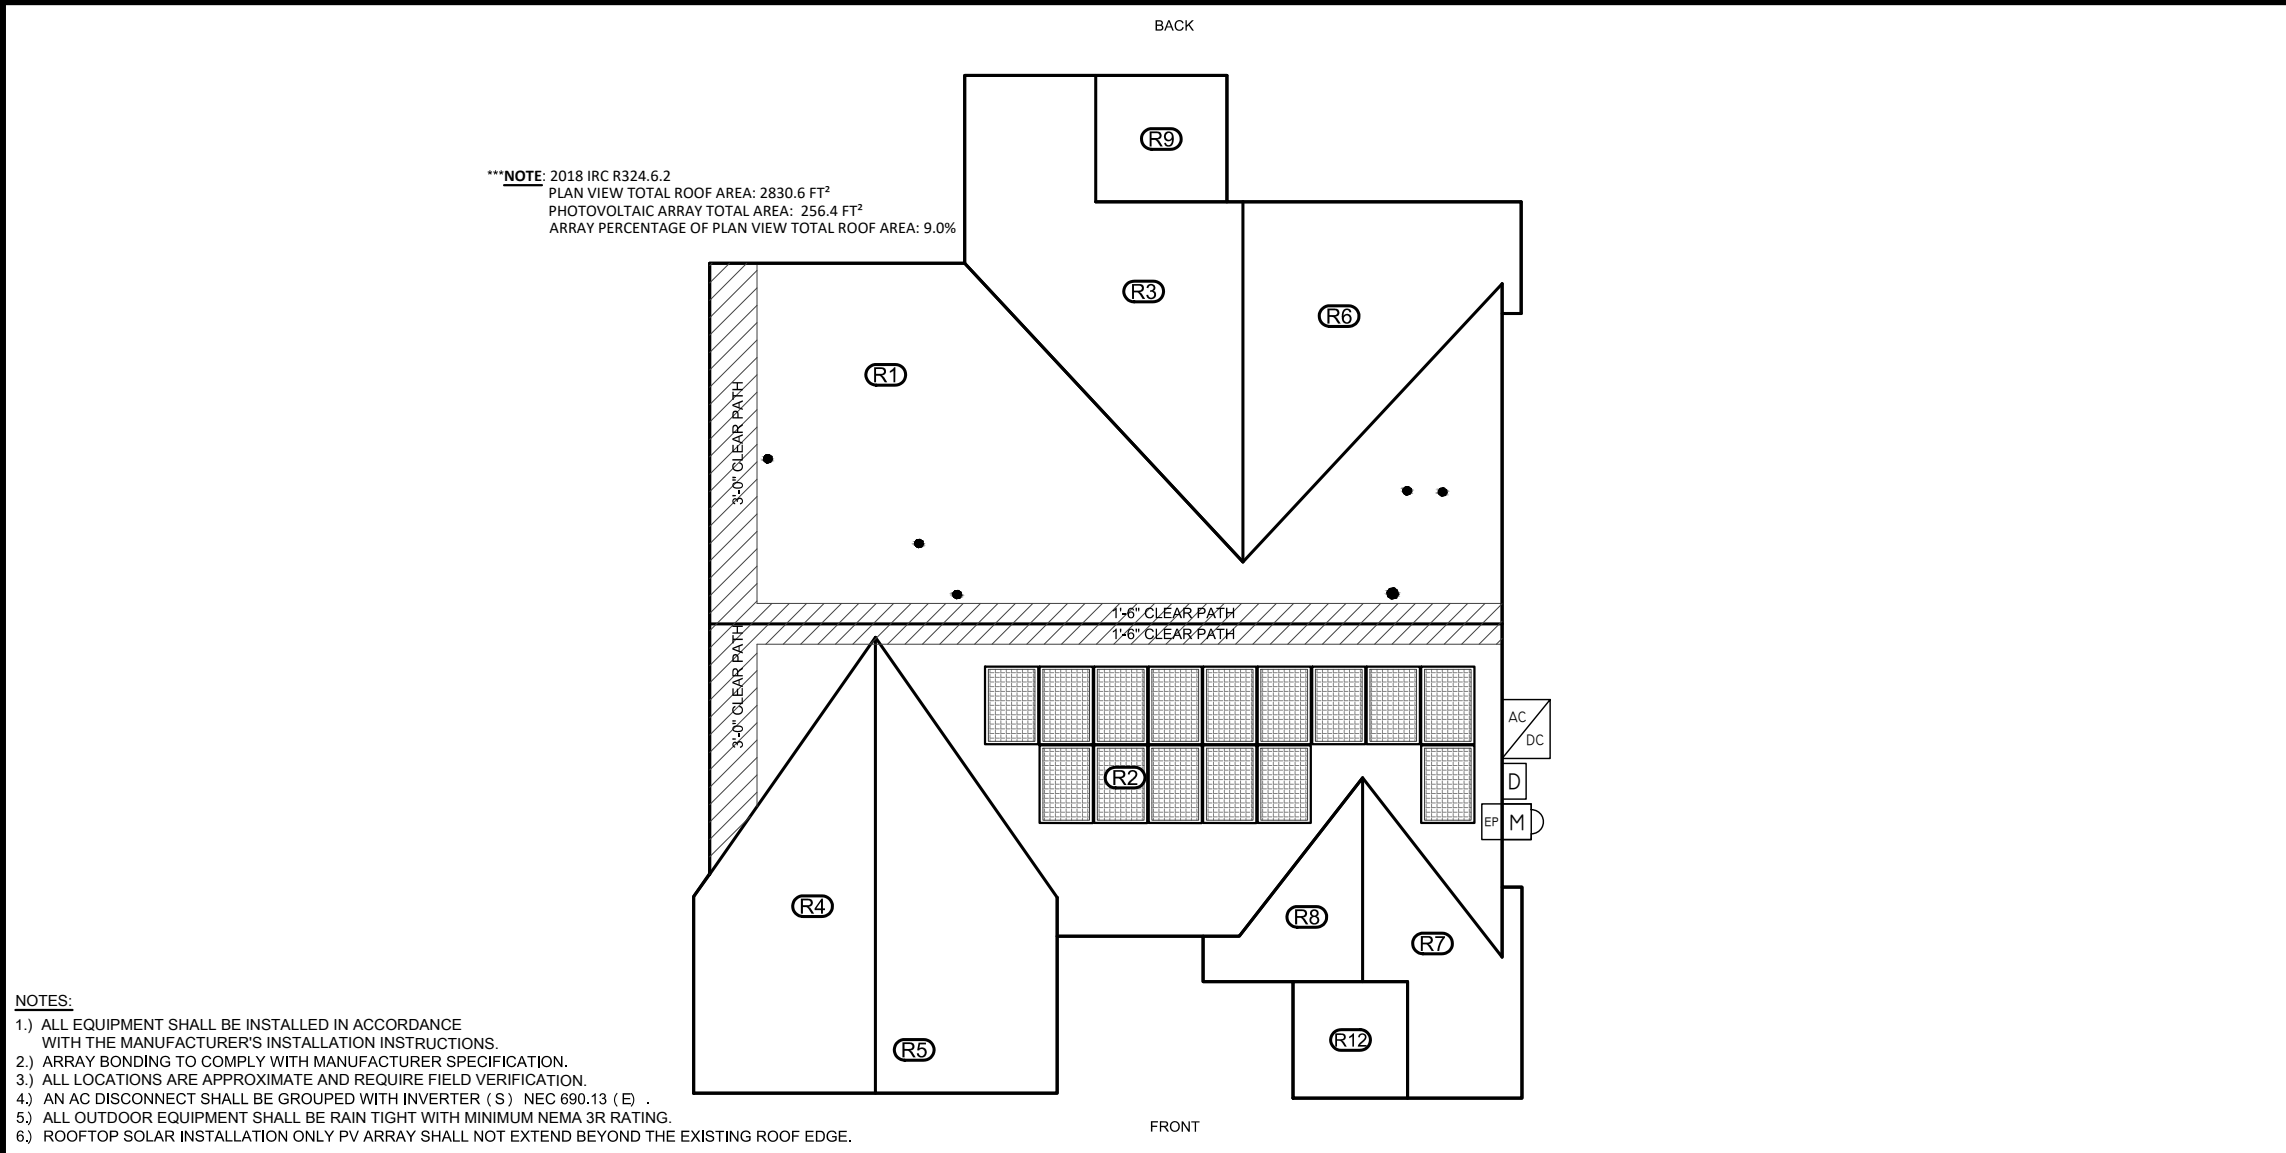 BACK
R9
***NOTE: 2018 IRC R324.6.2
PLAN VIEW TOTAL ROOF AREA: 2830.6 FT²
PHOTOVOLTAIC ARRAY TOTAL AREA: 256.4 FT²
ARRAY PERCENTAGE OF PLAN VIEW TOTAL ROOF AREA: 9.0%
R3
R6
R1
3'-0" CLEAR PATH
1'-6" CLEAR PATH
1'-6" CLEAR PATH
3'-0" CLEAR PATH
AC
DC
R2
D
EP
M
R4
R8
R7
R5
R12
NOTES:
1.) ALL EQUIPMENT SHALL BE INSTALLED IN ACCORDANCE
WITH THE MANUFACTURER'S INSTALLATION INSTRUCTIONS.
2.) ARRAY BONDING TO COMPLY WITH MANUFACTURER SPECIFICATION.
3.) ALL LOCATIONS ARE APPROXIMATE AND REQUIRE FIELD VERIFICATION.
4.) AN AC DISCONNECT SHALL BE GROUPED WITH INVERTER (S) NEC 690.13 (E) .
5.) ALL OUTDOOR EQUIPMENT SHALL BE RAIN TIGHT WITH MINIMUM NEMA 3R RATING.
6.) ROOFTOP SOLAR INSTALLATION ONLY PV ARRAY SHALL NOT EXTEND BEYOND THE EXISTING ROOF EDGE.
FRONT